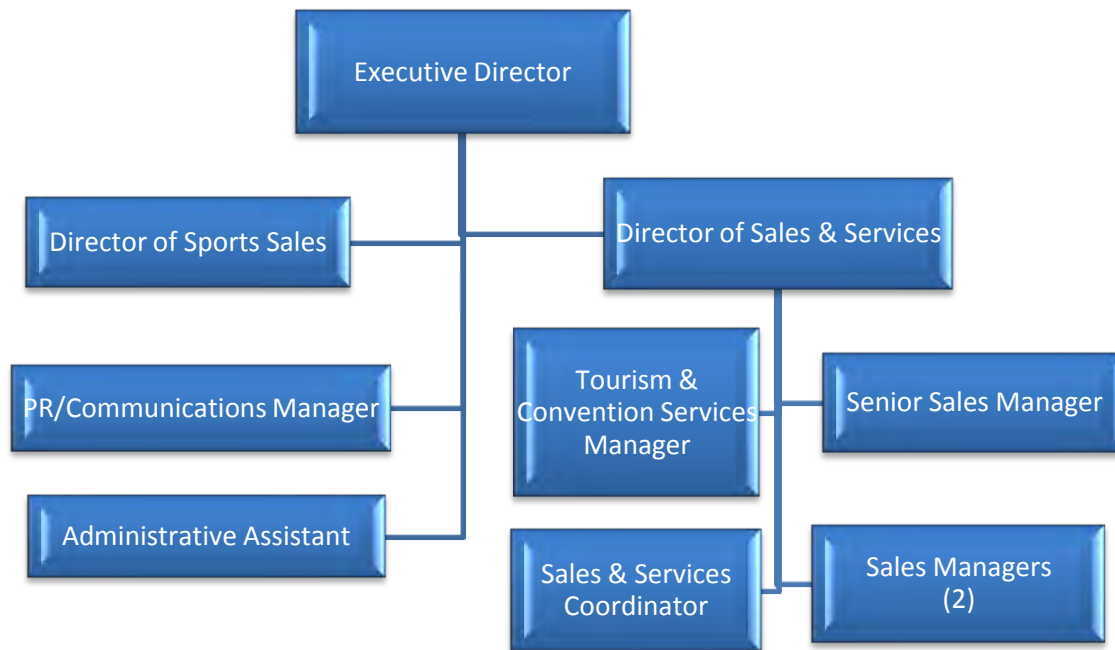 Executive Director
Director of Sports Sales
Director of Sales & Services
PR/Communications Manager
Tourism &
Convention Services
Manager
Senior Sales Manager
Administrative Assistant
Sales & Services
Coordinator
Sales Managers
(2)